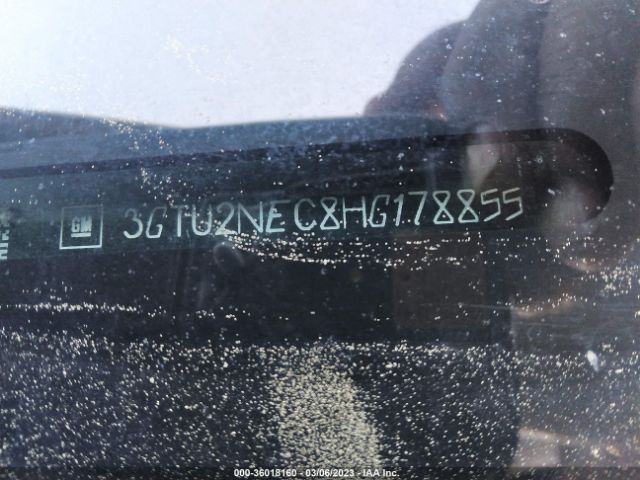 GM 3GTU2NEC8HG178855
000-36018160 - 03/06/2023 - IAA Inc.